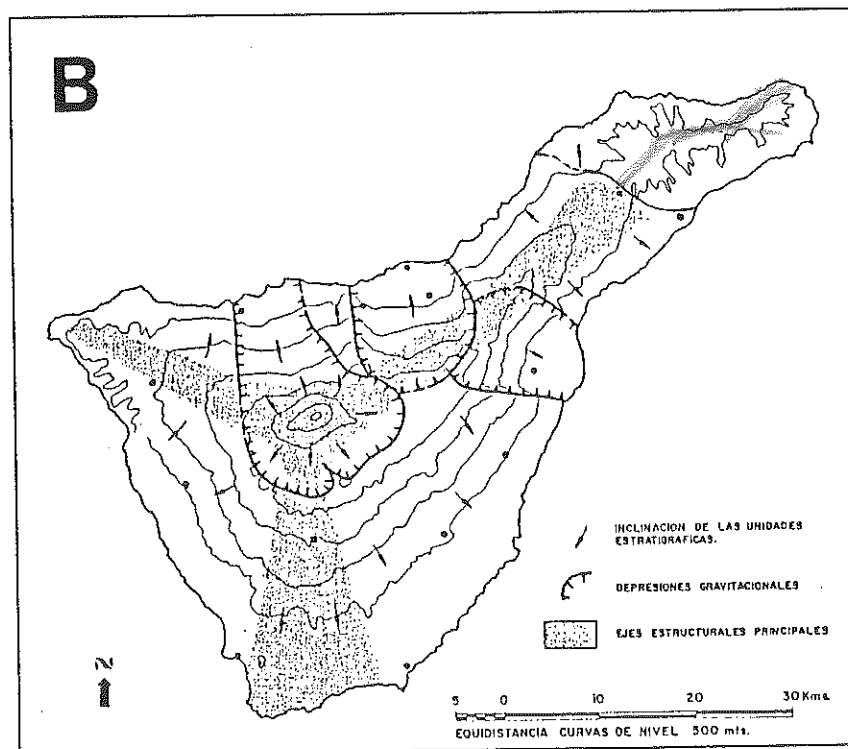 B
INCLINACION DE LAS UNIDADES
ESTRATIGRAFICAS.
DEPRESIONES GRAVITACIONALES
EJES ESTRUCTURALES PRINCIPALES
N
5 0 10 20 30 Kms.
EQUIDISTANCIA CURVAS DE NIVEL 500 mts.